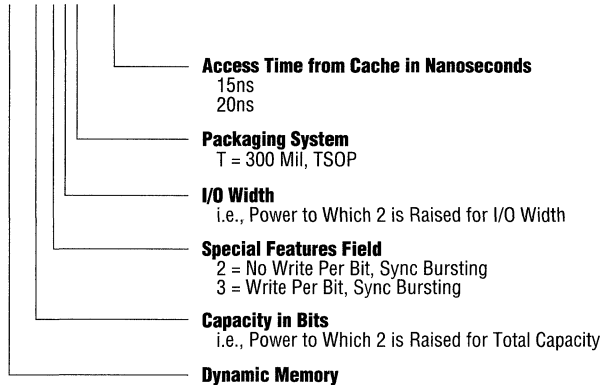 Access Time from Cache in Nanoseconds
15ns
20ns
Packaging System
T = 300 Mil, TSOP
I/O Width
i.e., Power to Which 2 is Raised for I/O Width
Special Features Field
2 = No Write Per Bit, Sync Bursting
3 = Write Per Bit, Sync Bursting
Capacity in Bits
i.e., Power to Which 2 is Raised for Total Capacity
Dynamic Memory